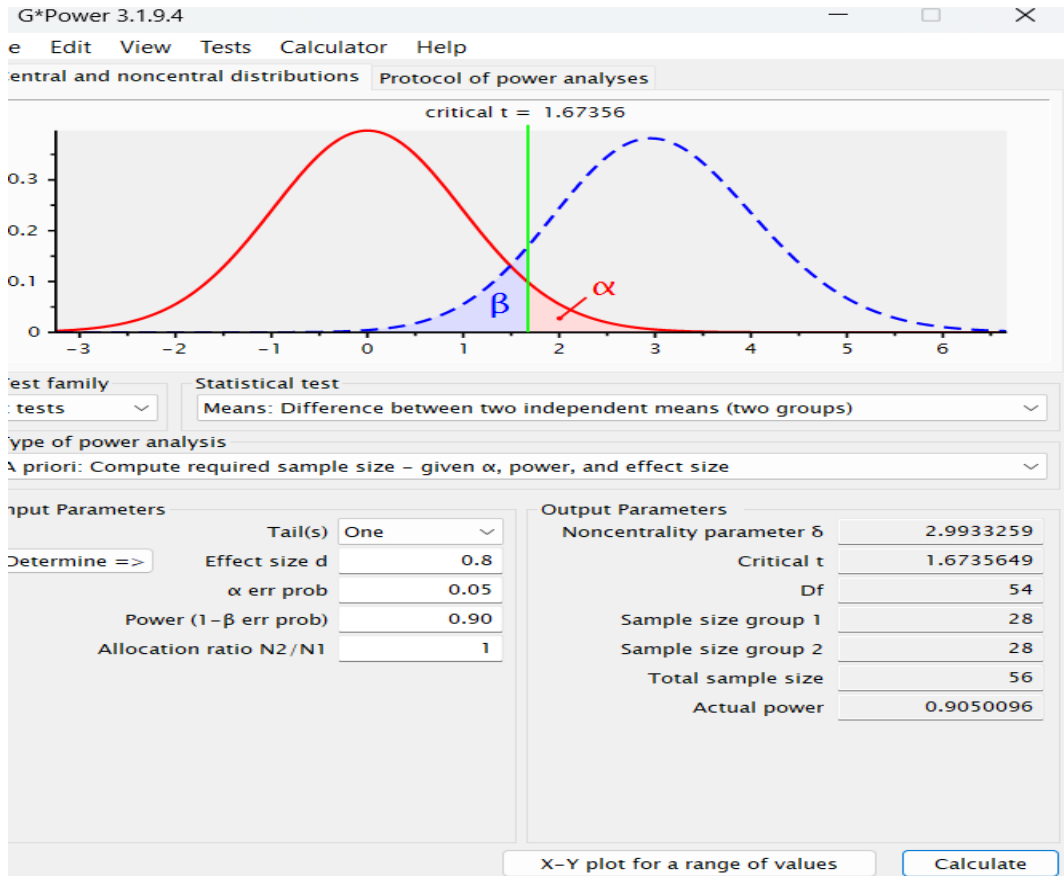 G*Power 3.1.9.4
e Edit View Tests Calculator Help
entral and noncentral distributions Protocol of power analyses
critical t = 1.67356
0.3
0.2
0.1
0
β
α
-3 -2 -1 0 1 2 3 4 5 6
Test family Statistical test
t tests Means: Difference between two independent means (two groups)
Type of power analysis
A priori: Compute required sample size – given α, power, and effect size
nput Parameters Output Parameters
Tail(s) One Noncentrality parameter δ 2.9933259
Determine => Effect size d 0.8 Critical t 1.6735649
α err prob 0.05 Df 54
Power (1-β err prob) 0.90 Sample size group 1 28
Allocation ratio N2/N1 1 Sample size group 2 28
Total sample size 56
Actual power 0.9050096
X-Y plot for a range of values Calculate